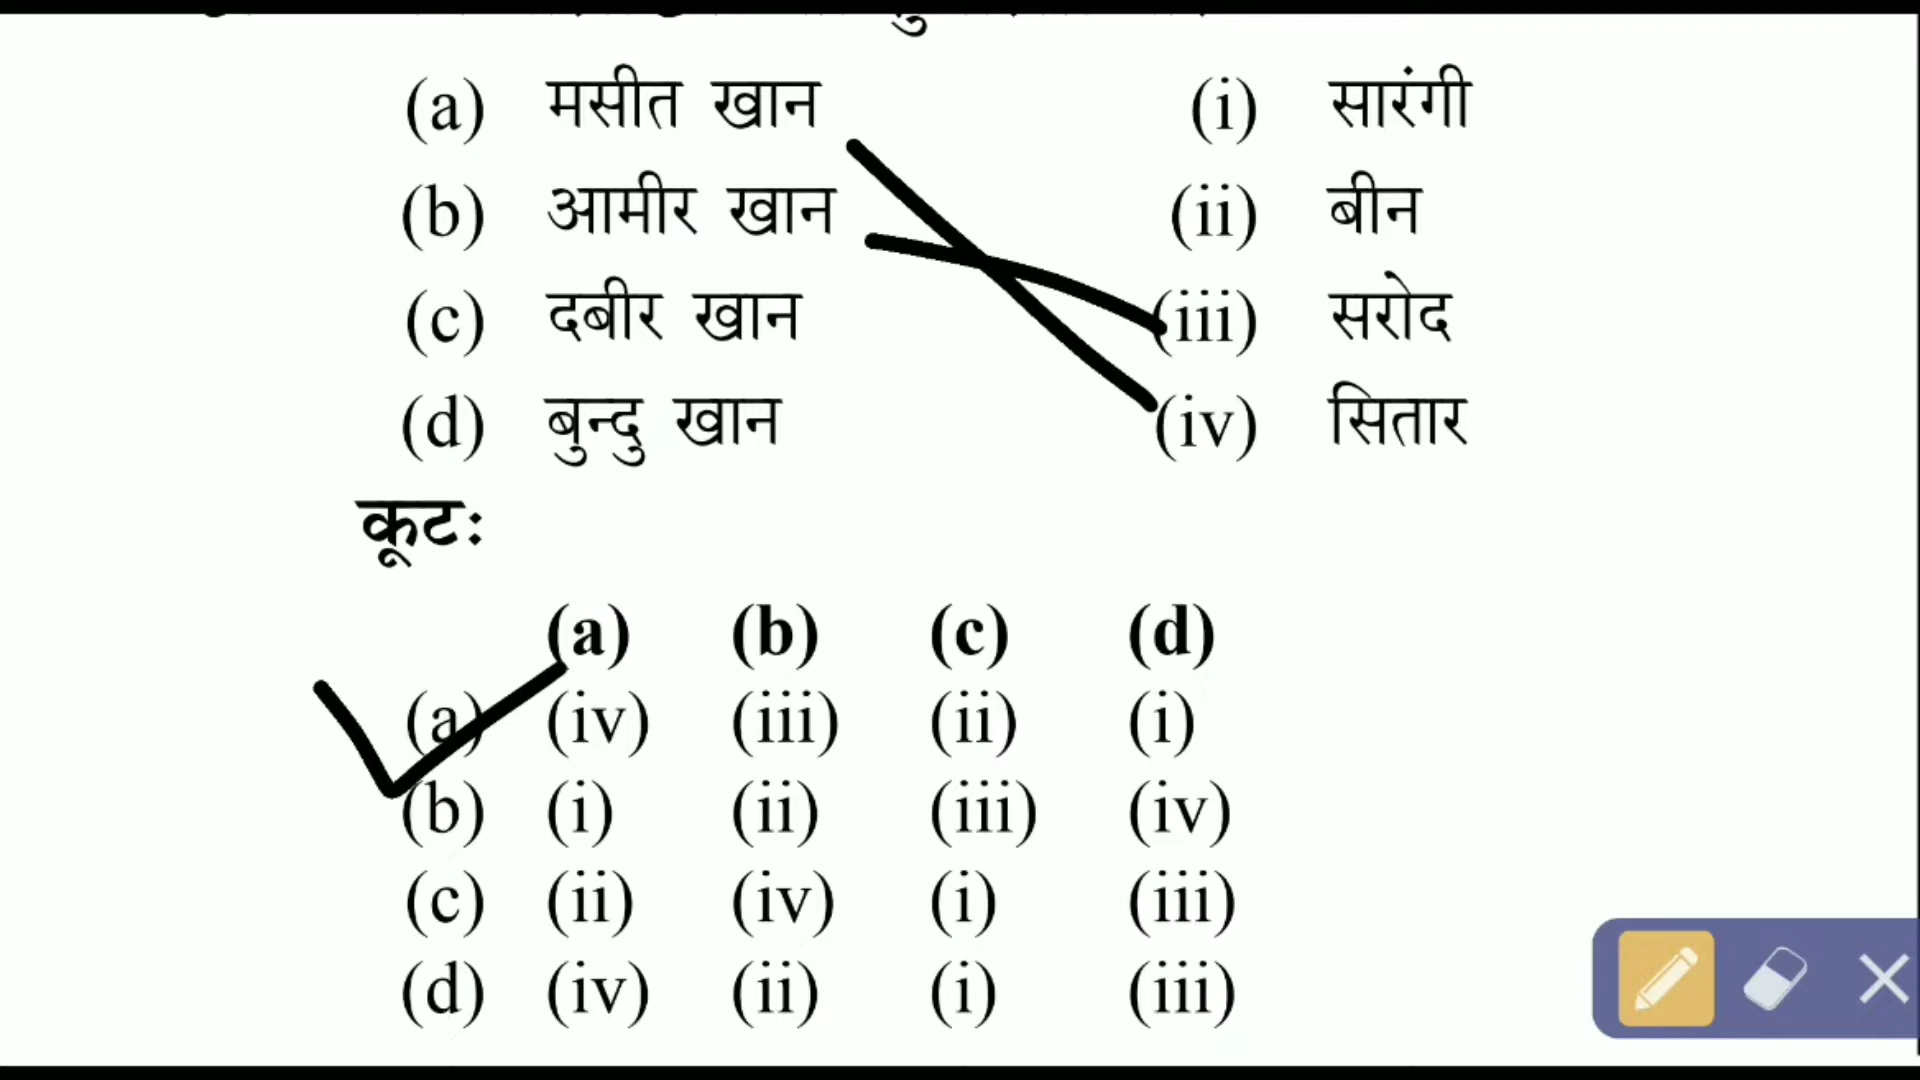 (a) मसीत खान (i) सारंगी
(b) आमीर खान (ii) बीन
(c) दबीर खान (iii) सरोद
(d) बुन्दु खान (iv) सितार
कूटः
(a) (b) (c) (d)
(a) (iv) (iii) (ii) (i)
(b) (i) (ii) (iii) (iv)
(c) (ii) (iv) (i) (iii)
(d) (iv) (ii) (i) (iii)